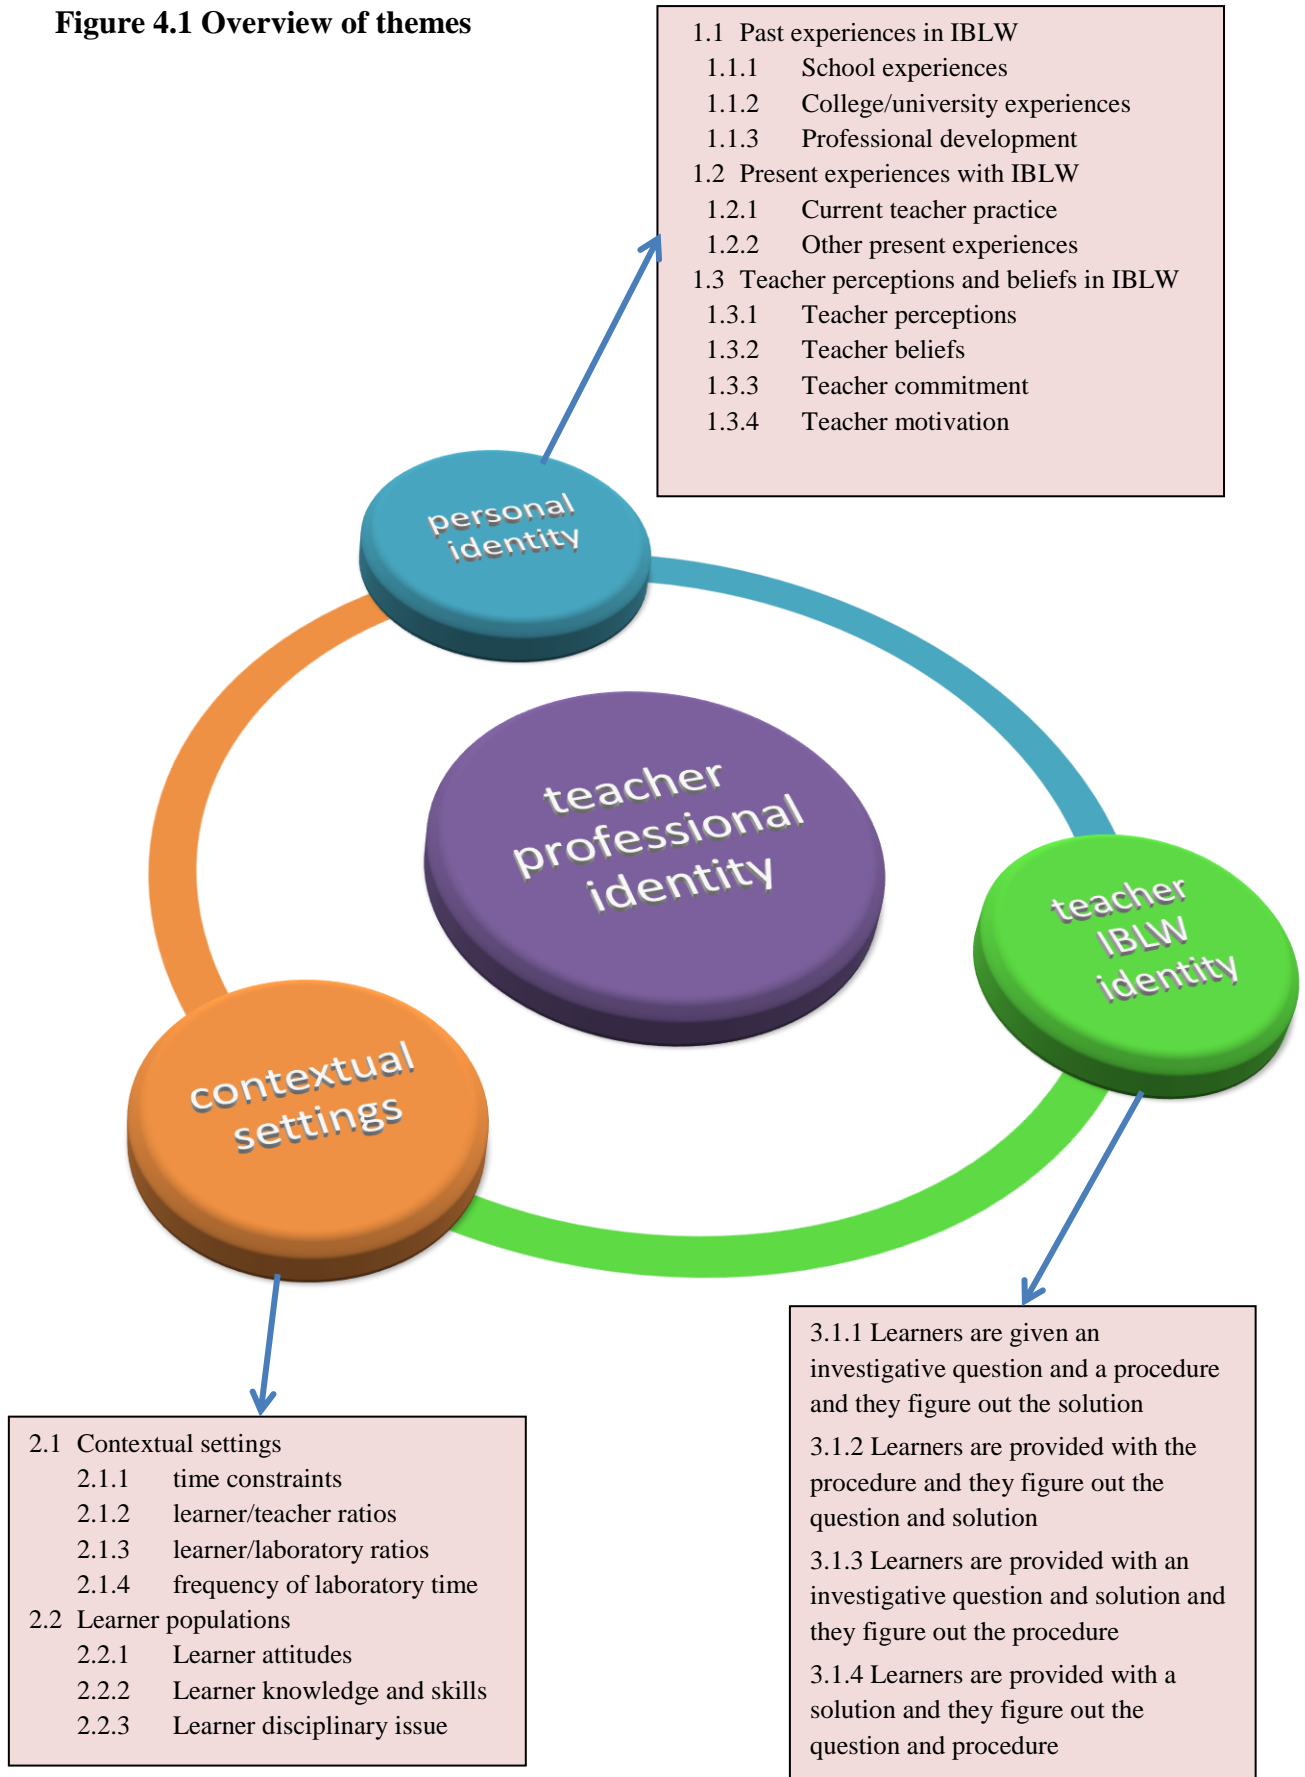 Figure 4.1 Overview of themes
1.1 Past experiences in IBLW
1.1.1 School experiences
1.1.2 College/university experiences
1.1.3 Professional development
1.2 Present experiences with IBLW
1.2.1 Current teacher practice
1.2.2 Other present experiences
1.3 Teacher perceptions and beliefs in IBLW
1.3.1 Teacher perceptions
1.3.2 Teacher beliefs
1.3.3 Teacher commitment
1.3.4 Teacher motivation
personal
identity
teacher
professional
identity
teacher
IBLW
identity
contextual
settings
2.1 Contextual settings
2.1.1 time constraints
2.1.2 learner/teacher ratios
2.1.3 learner/laboratory ratios
2.1.4 frequency of laboratory time
2.2 Learner populations
2.2.1 Learner attitudes
2.2.2 Learner knowledge and skills
2.2.3 Learner disciplinary issue
3.1.1 Learners are given an
investigative question and a procedure
and they figure out the solution
3.1.2 Learners are provided with the
procedure and they figure out the
question and solution
3.1.3 Learners are provided with an
investigative question and solution and
they figure out the procedure
3.1.4 Learners are provided with a
solution and they figure out the
question and procedure